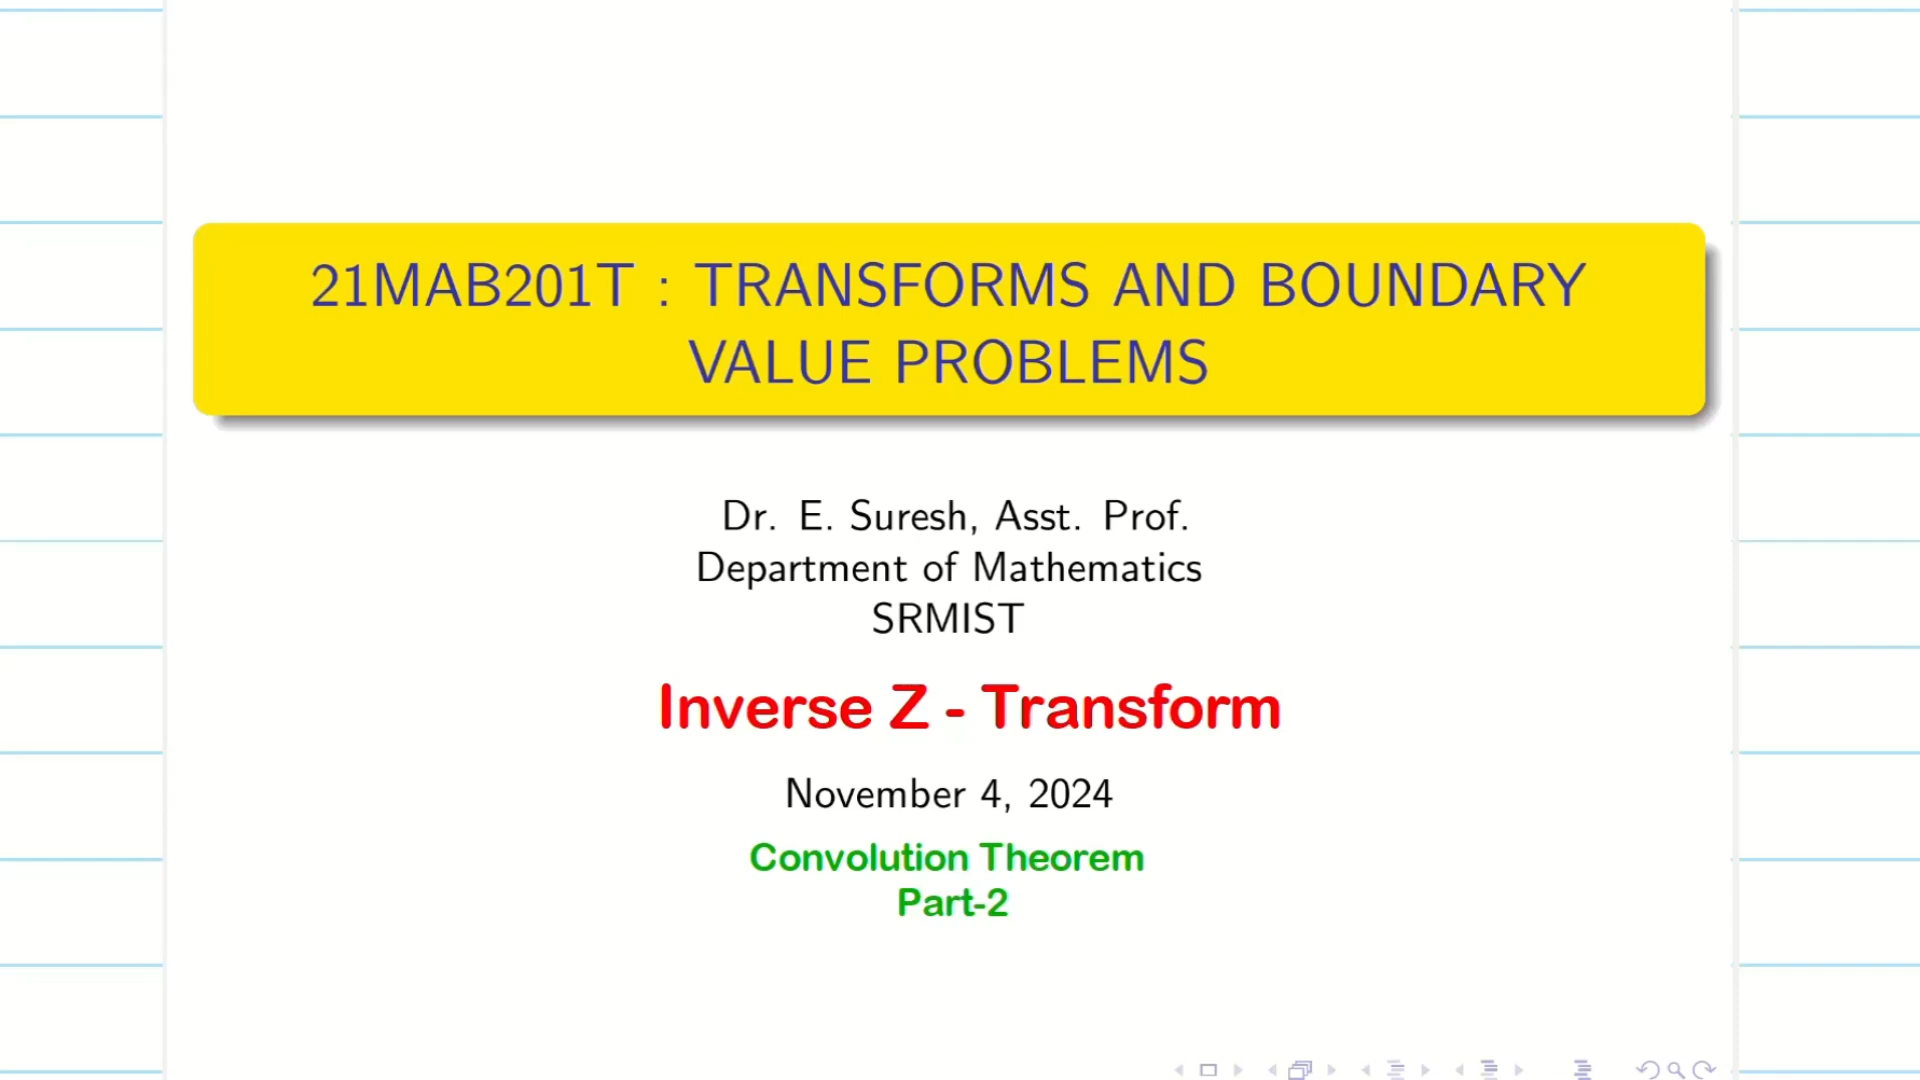 21MAB201T : TRANSFORMS AND BOUNDARY
VALUE PROBLEMS
Dr. E. Suresh, Asst. Prof.
Department of Mathematics
SRMIST
Inverse Z - Transform
November 4, 2024
Convolution Theorem
Part-2